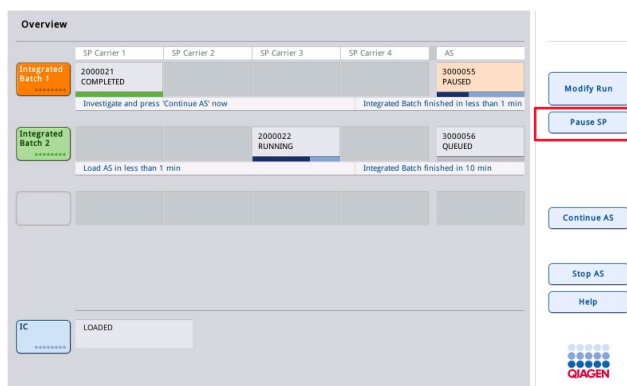 Overview
SP Carrier 1 SP Carrier 2 SP Carrier 3 SP Carrier 4 AS
Integrated
Batch 1
********
2000021
COMPLETED
3000055
PAUSED
Investigate and press 'Continue AS' now
Integrated Batch finished in less than 1 min
Integrated
Batch 2
********
2000022
RUNNING
3000056
QUEUED
Load AS in less than 1 min
Integrated Batch finished in 10 min
IC
********
LOADED
Modify Run
Pause SP
Continue AS
Stop AS
Help
QIAGEN